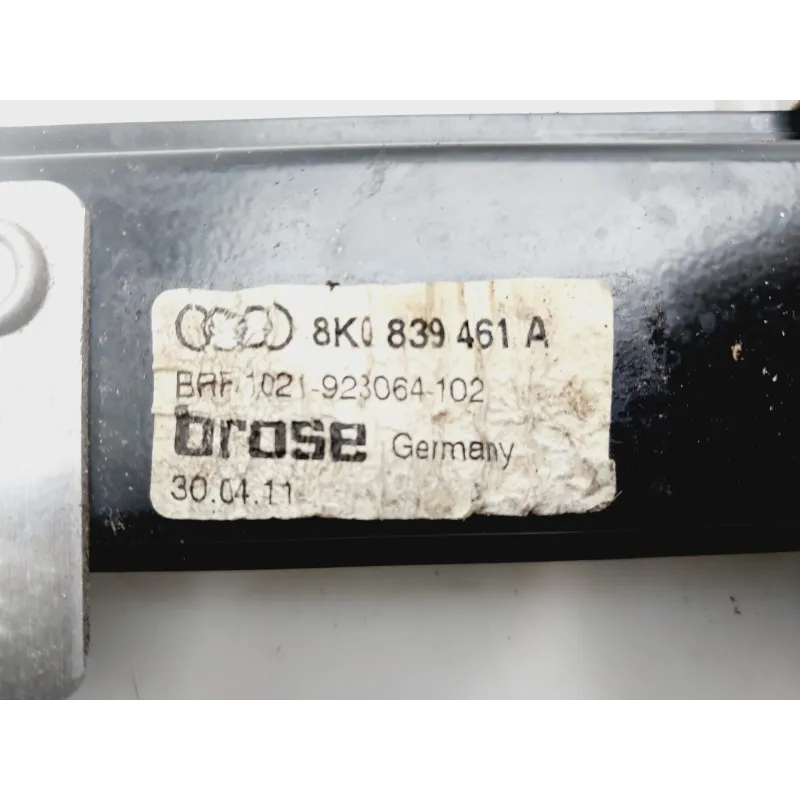 8K0 839 461 A
BRF 1021-923064-102
brose Germany
30.04.11